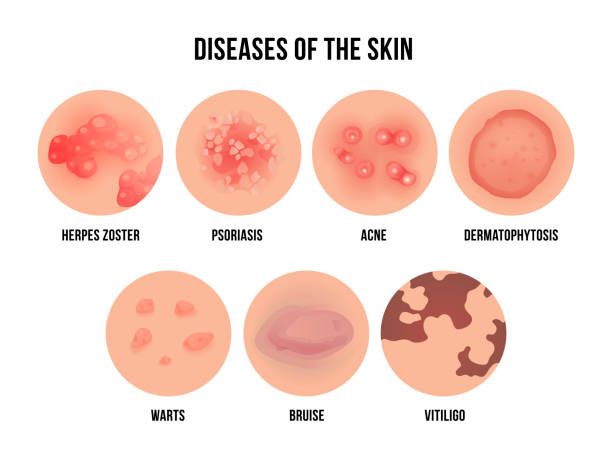 DISEASES OF THE SKIN
HERPES ZOSTER
PSORIASIS
ACNE
DERMATOPHYTOSIS
WARTS
BRUISE
VITILIGO